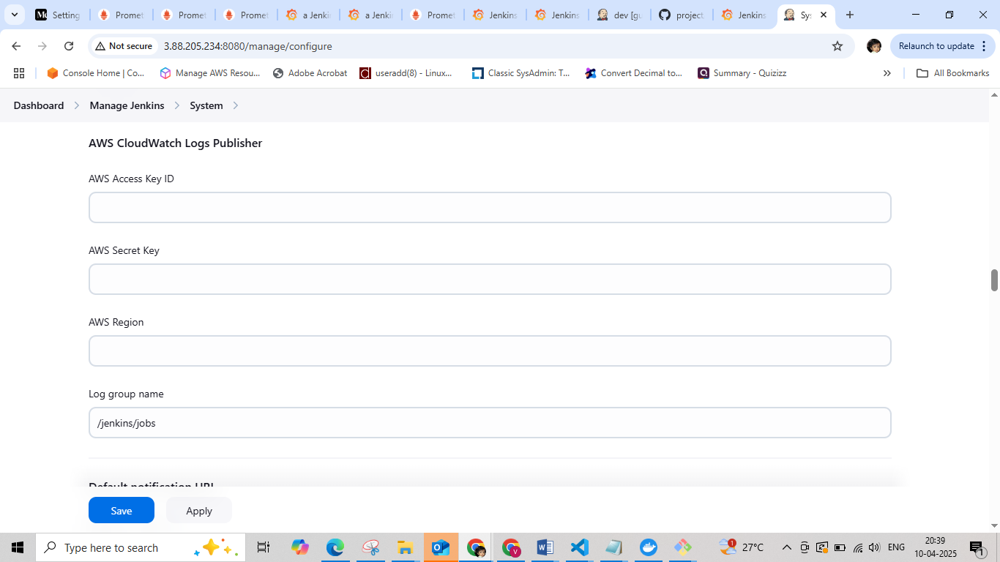 Setting
Promet
Promet
Promet
a Jenki
a Jenki
Promet
Jenkins
Jenkins
dev [gu
project
Jenkins
Sys
Not secure
3.88.205.234:8080/manage/configure
Relaunch to update
Console Home | Co...
Manage AWS Resou...
Adobe Acrobat
useradd(8) - Linux...
Classic SysAdmin: T...
Convert Decimal to...
Summary - Quizizz
All Bookmarks
Dashboard
Manage Jenkins
System
AWS CloudWatch Logs Publisher
AWS Access Key ID
AWS Secret Key
AWS Region
Log group name
/jenkins/jobs
Default notification URL
Save
Apply
Type here to search
27°C
ENG
20:39
10-04-2025